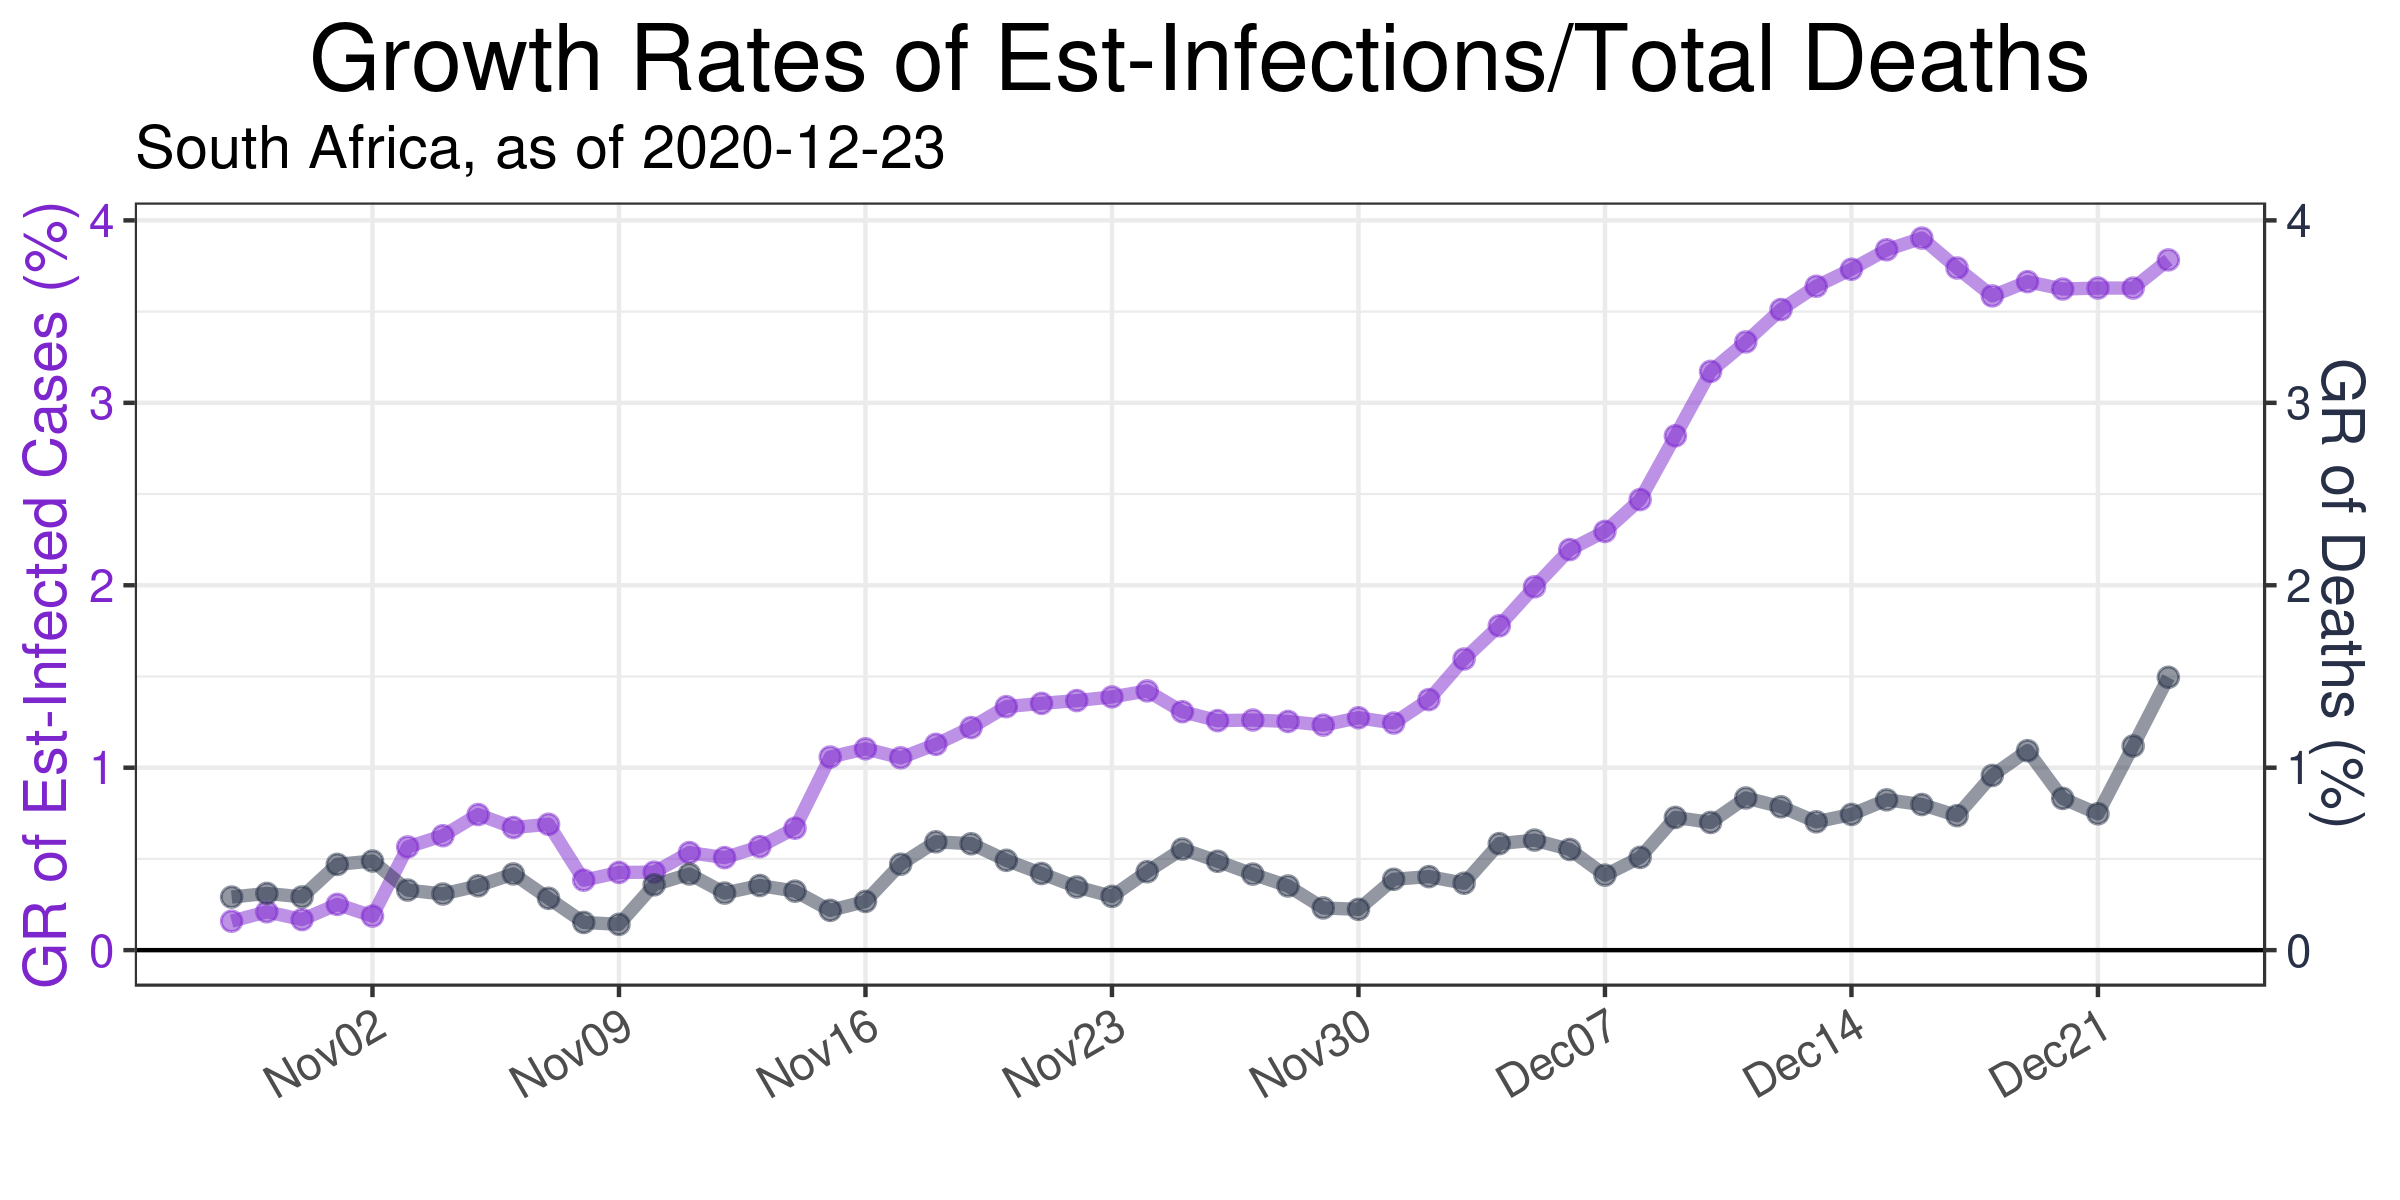 Growth Rates of Est-Infections/Total Deaths
South Africa, as of 2020-12-23
GR of Est-Infected Cases (%)
4
3
2
1
0
4
3
2
1
0
GR of Deaths (%)
Nov02
Nov09
Nov16
Nov23
Nov30
Dec07
Dec14
Dec21